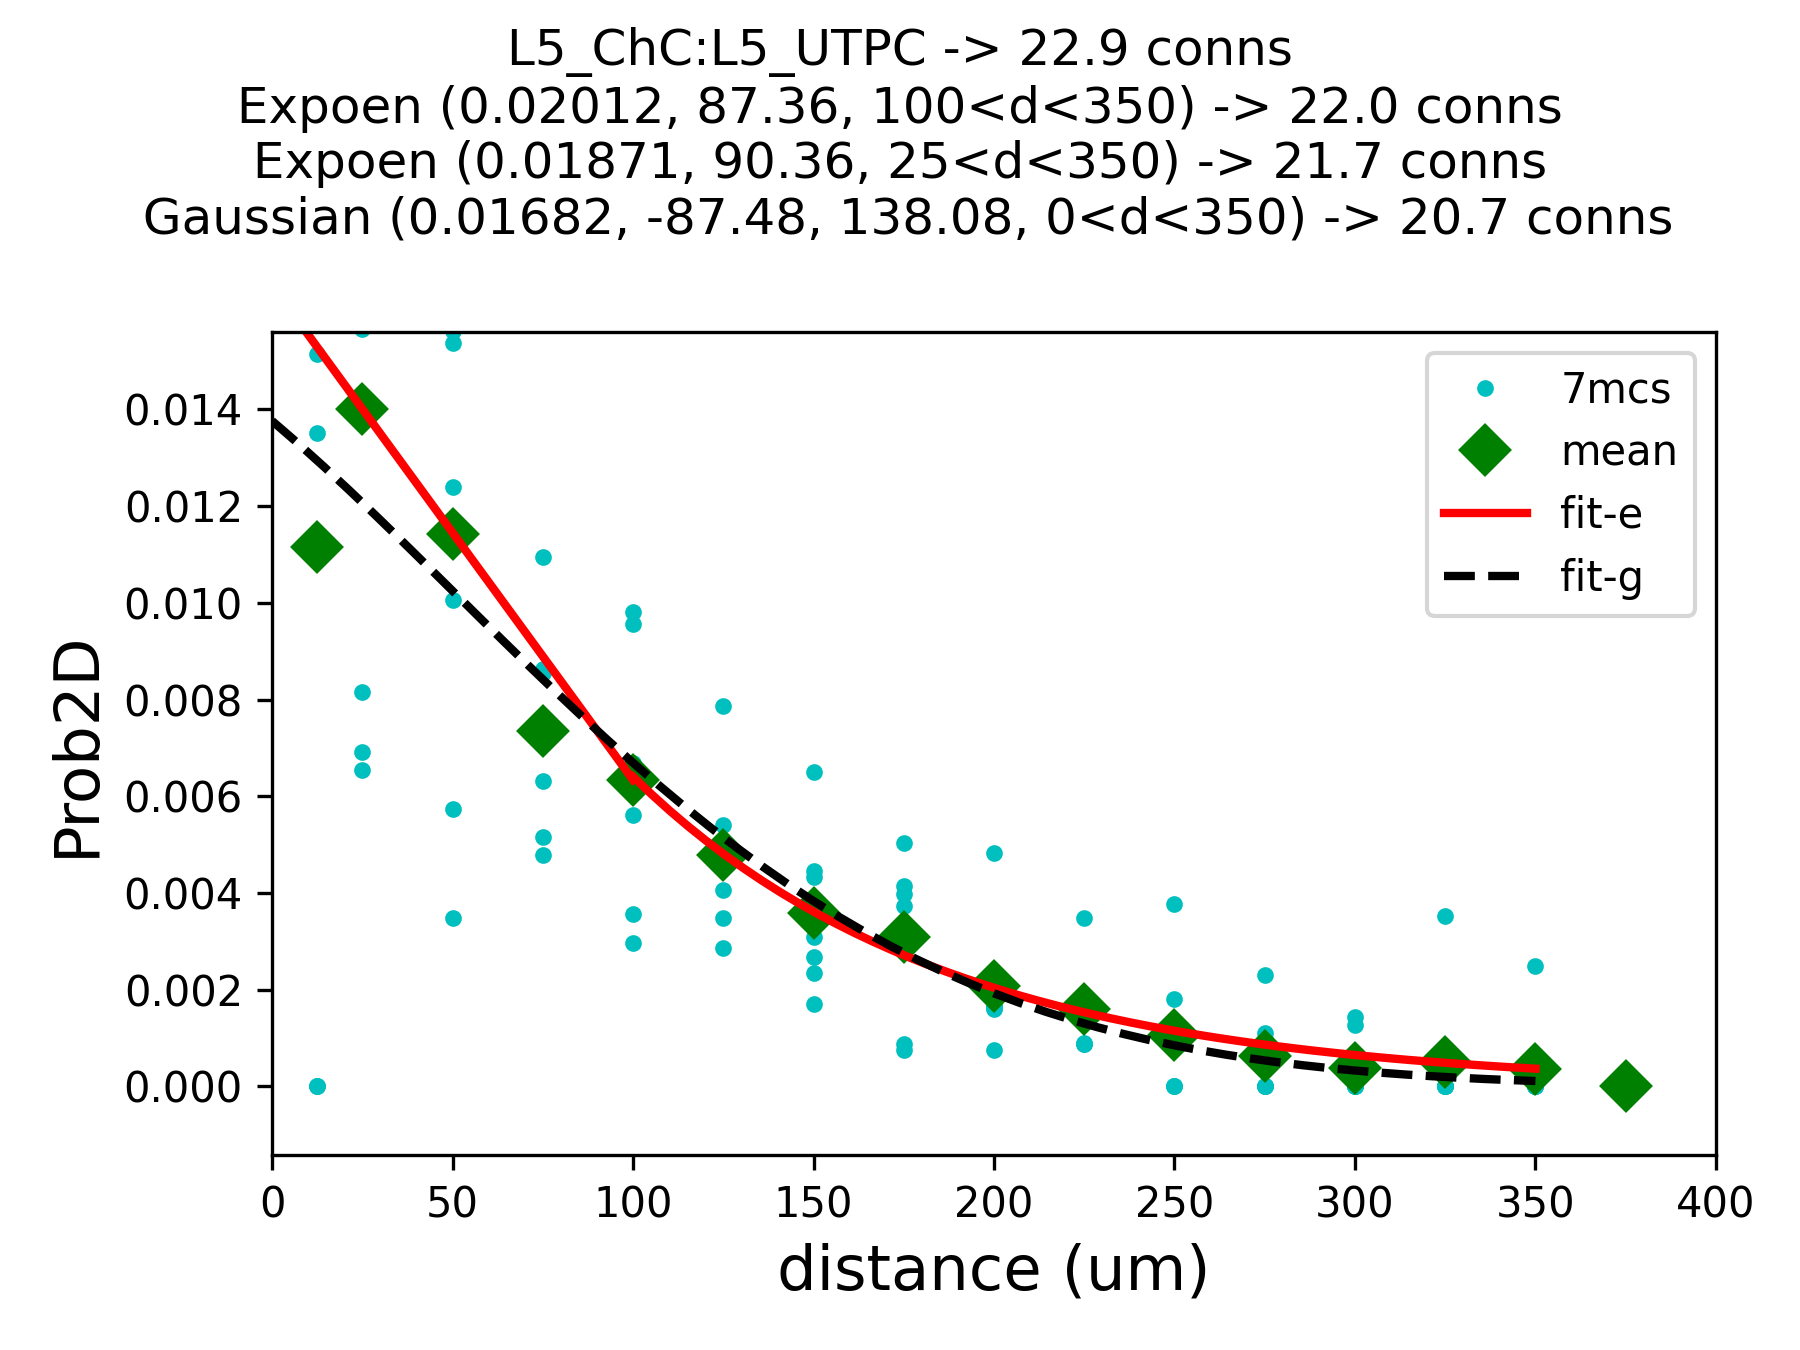 L5_ChC:L5_UTPC -> 22.9 conns
Expoen (0.02012, 87.36, 100<d<350) -> 22.0 conns
Expoen (0.01871, 90.36, 25<d<350) -> 21.7 conns
Gaussian (0.01682, -87.48, 138.08, 0<d<350) -> 20.7 conns
7mcs
mean
fit-e
fit-g
Prob2D
0.014
0.012
0.010
0.008
0.006
0.004
0.002
0.000
0 50 100 150 200 250 300 350 400
distance (um)